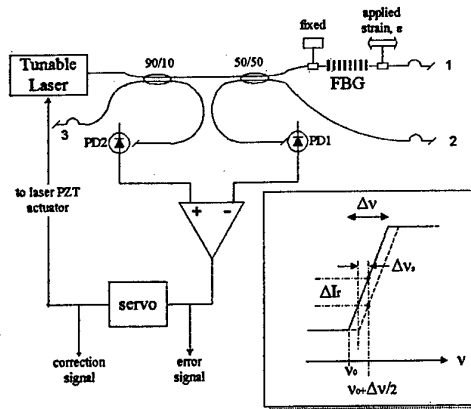 fixed
applied
strain, ε
Tunable
Laser
90/10
50/50
FBG
1
2
3
PD2
PD1
to laser PZT
actuator
+
-
servo
correction
signal
error
signal
Δν
Δνs
ΔIr
ν
ν0
ν0+Δν/2